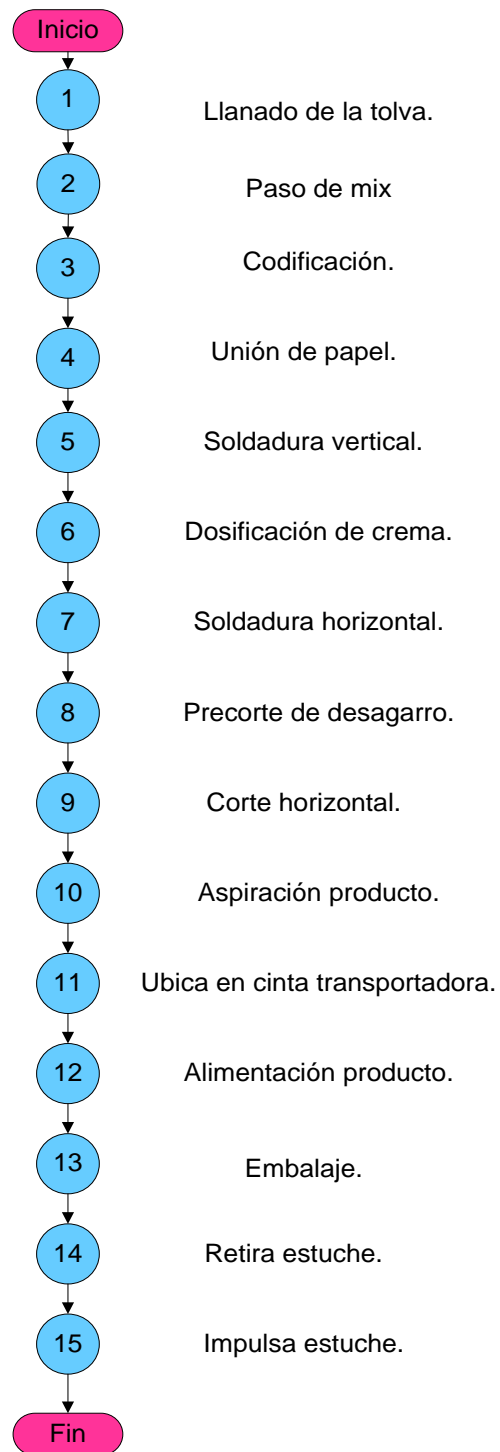 Inicio
1 Llanado de la tolva.
2 Paso de mix
3 Codificación.
4 Unión de papel.
5 Soldadura vertical.
6 Dosificación de crema.
7 Soldadura horizontal.
8 Precorte de desagarro.
9 Corte horizontal.
10 Aspiración producto.
11 Ubica en cinta transportadora.
12 Alimentación producto.
13 Embalaje.
14 Retira estuche.
15 Impulsa estuche.
Fin